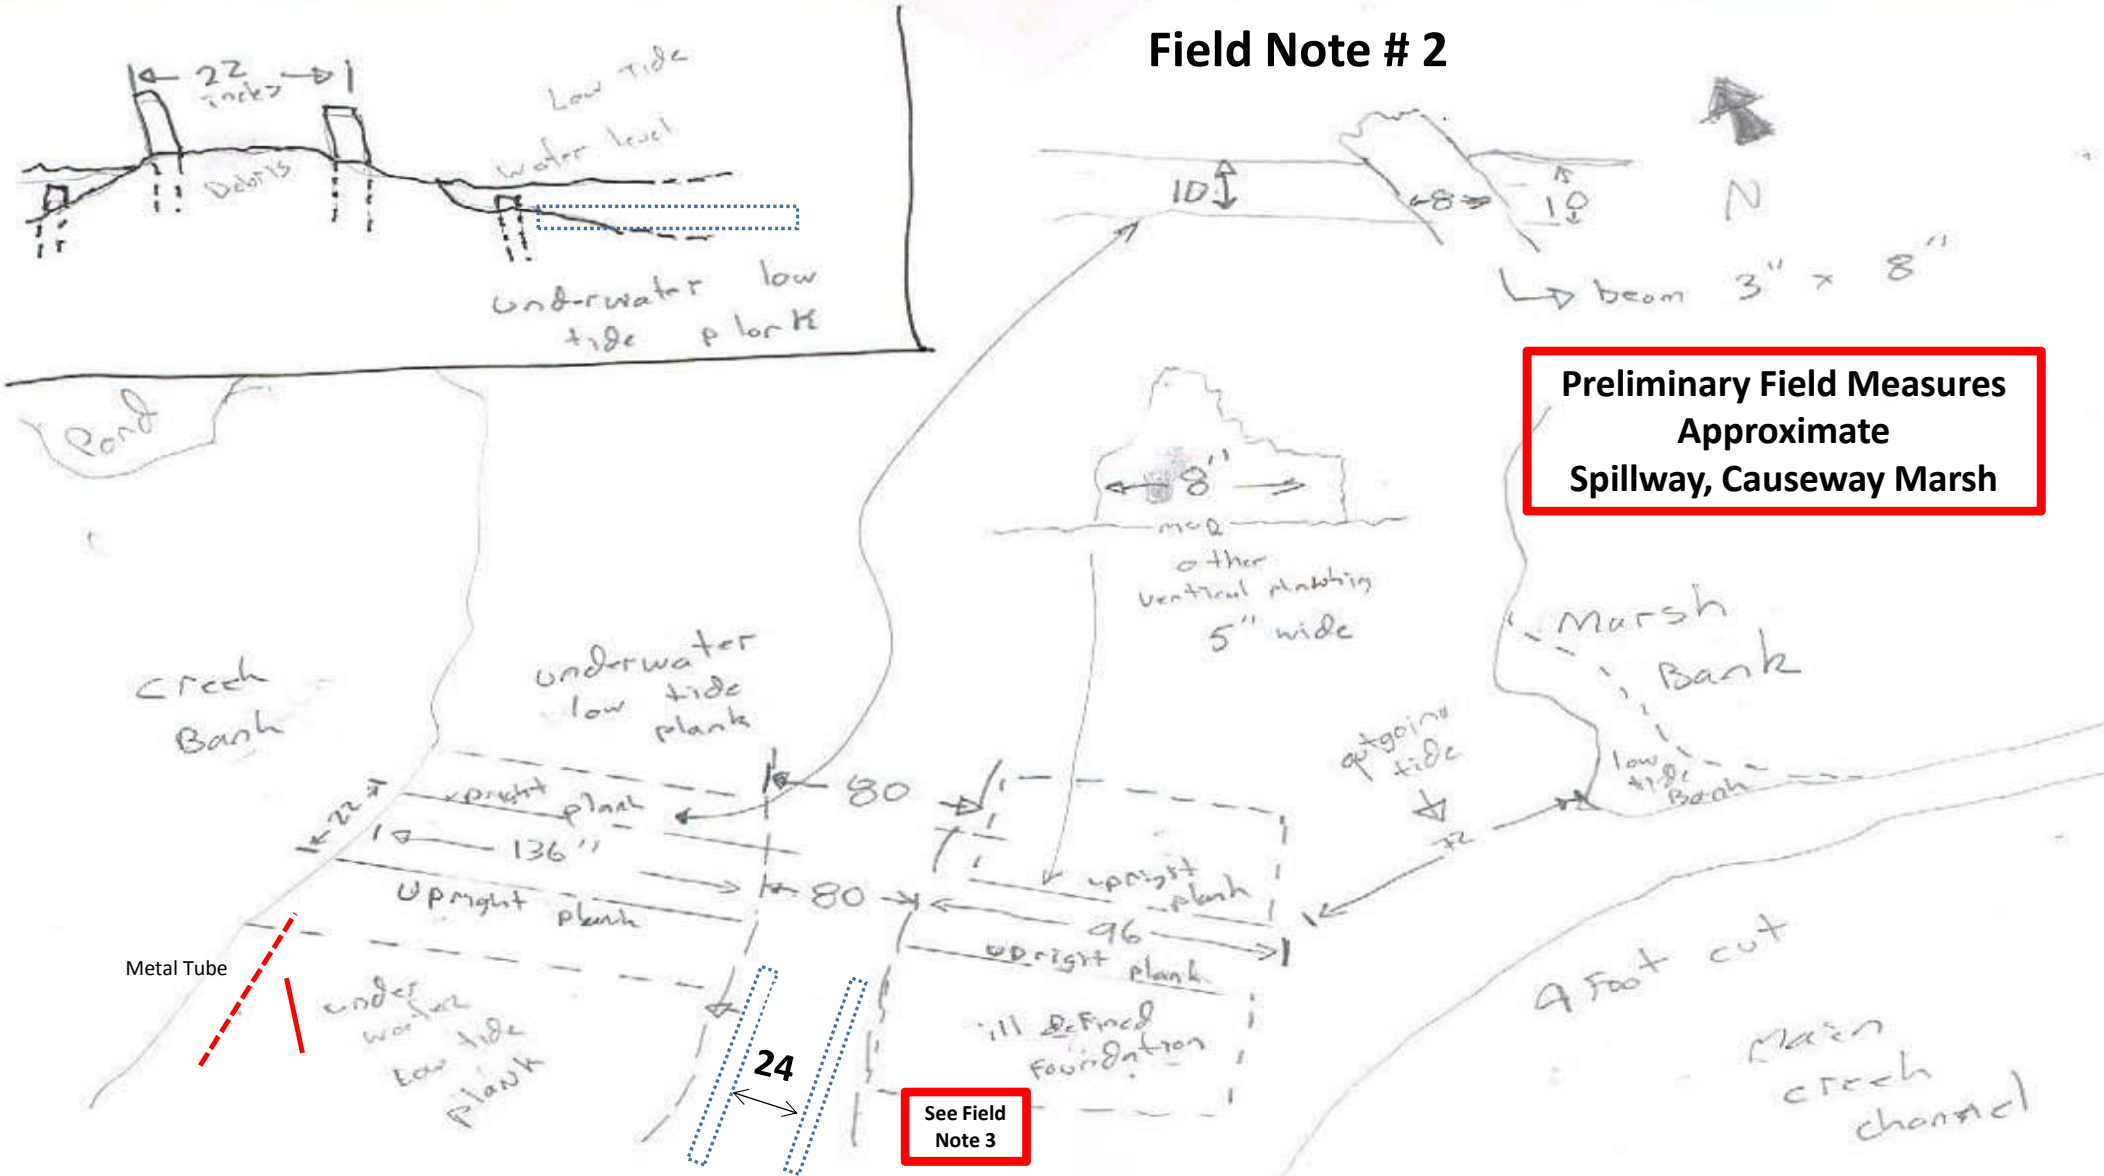 Field Note # 2
22
inches
Low Tide
Water level
Debris
underwater low
tide plank
10
8
10
N
beam 3" x 8"
Preliminary Field Measures
Approximate
Spillway, Causeway Marsh
Pond
8"
mud
other
vertical planking
5" wide
Marsh
Bank
low
tide
Bank
Creek
Bank
underwater
low tide
plank
outgoing
tide
80
upright
plank
22
136"
72
upright
plank
80
Upright plank
96
upright plank
Metal Tube
under
water
Low tide
plank
ill defined
Foundation
24
See Field
Note 3
Foot cut
Main
creek
channel